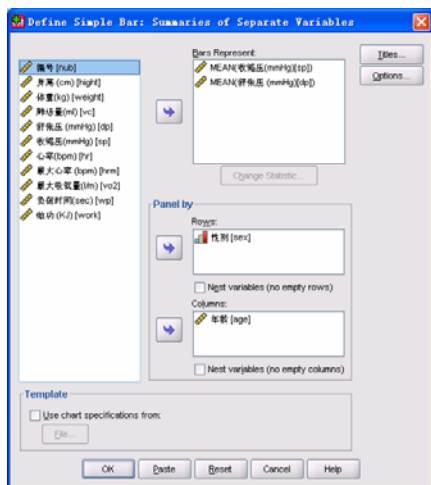 Define Simple Bar: Summaries of Separate Variables
编号 [nub]
身高 (cm) [hight]
体重(kg) [weight]
肺活量(ml) [vc]
舒张压 (mmHg) [dp]
收缩压(mmHg) [sp]
心率(bpm) [hr]
最大心率 (bpm) [hrm]
最大吸氧量(l/m) [vo2]
负荷时间(sec) [wp]
做功 (KJ) [work]
Bars Represent:
MEAN(收缩压(mmHg)[sp])
MEAN(舒张压(mmHg)[dp])
Change Statistic...
Titles...
Options...
Panel by
Rows:
性别 [sex]
Nest variables (no empty rows)
Columns:
年龄 [age]
Nest variables (no empty columns)
Template
Use chart specifications from:
File...
OK
Paste
Reset
Cancel
Help